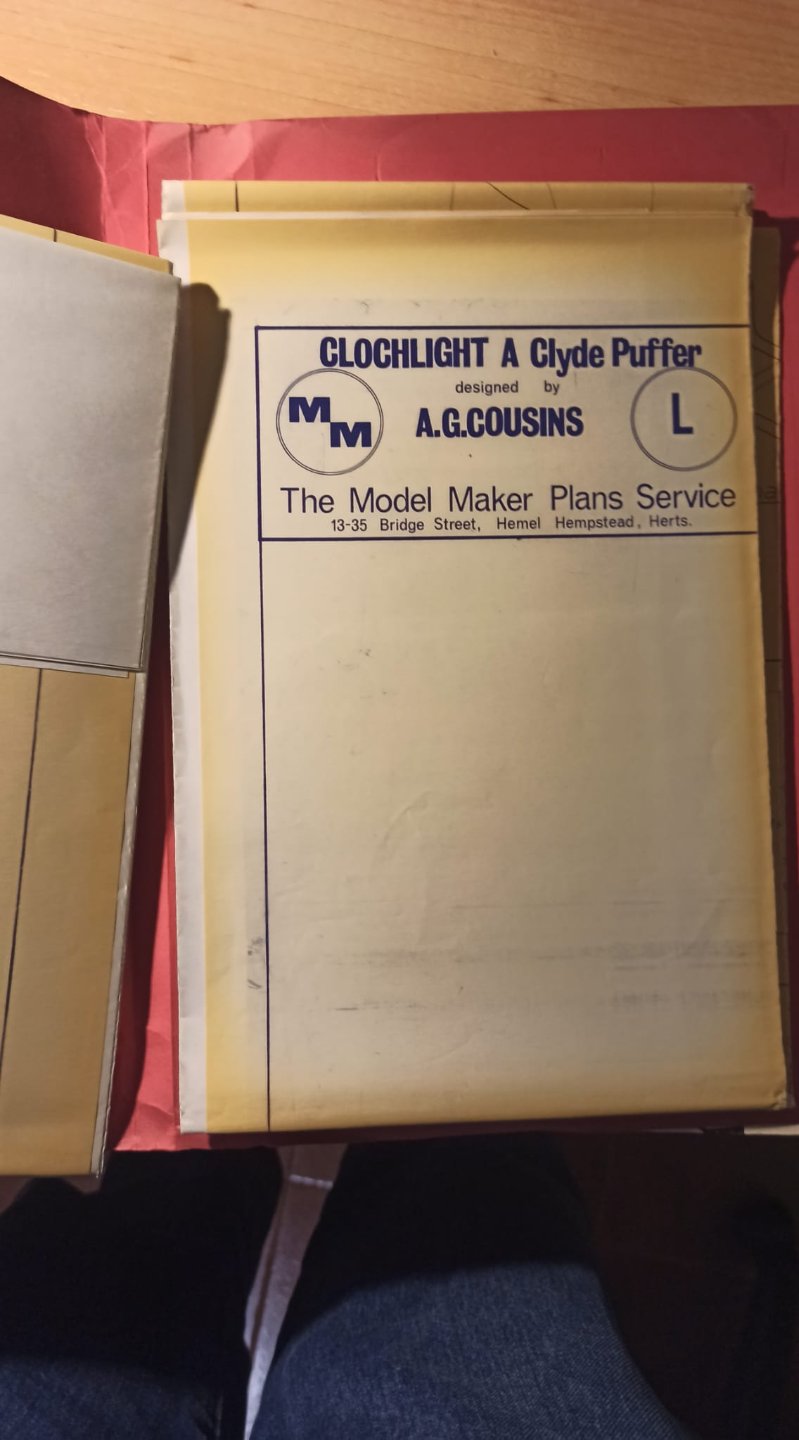 CLOCHLIGHT A Clyde Puffer
designed by
MM
A.G.COUSINS
L
The Model Maker Plans Service
13-35 Bridge Street, Hemel Hempstead, Herts.